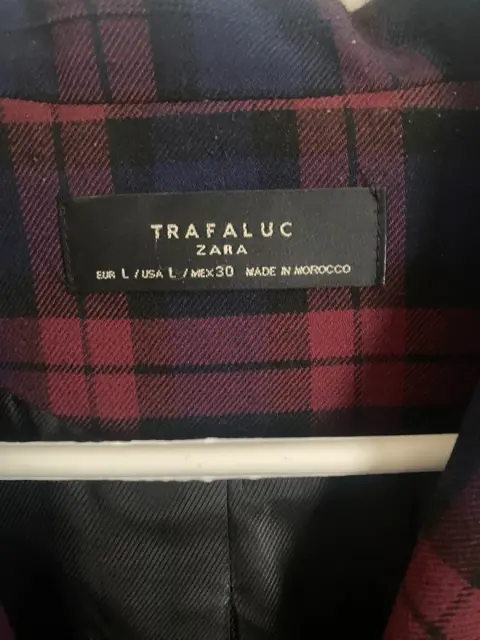 TRAFALUC
ZARA
EUR L / USA L / MEX 30 MADE IN MOROCCO